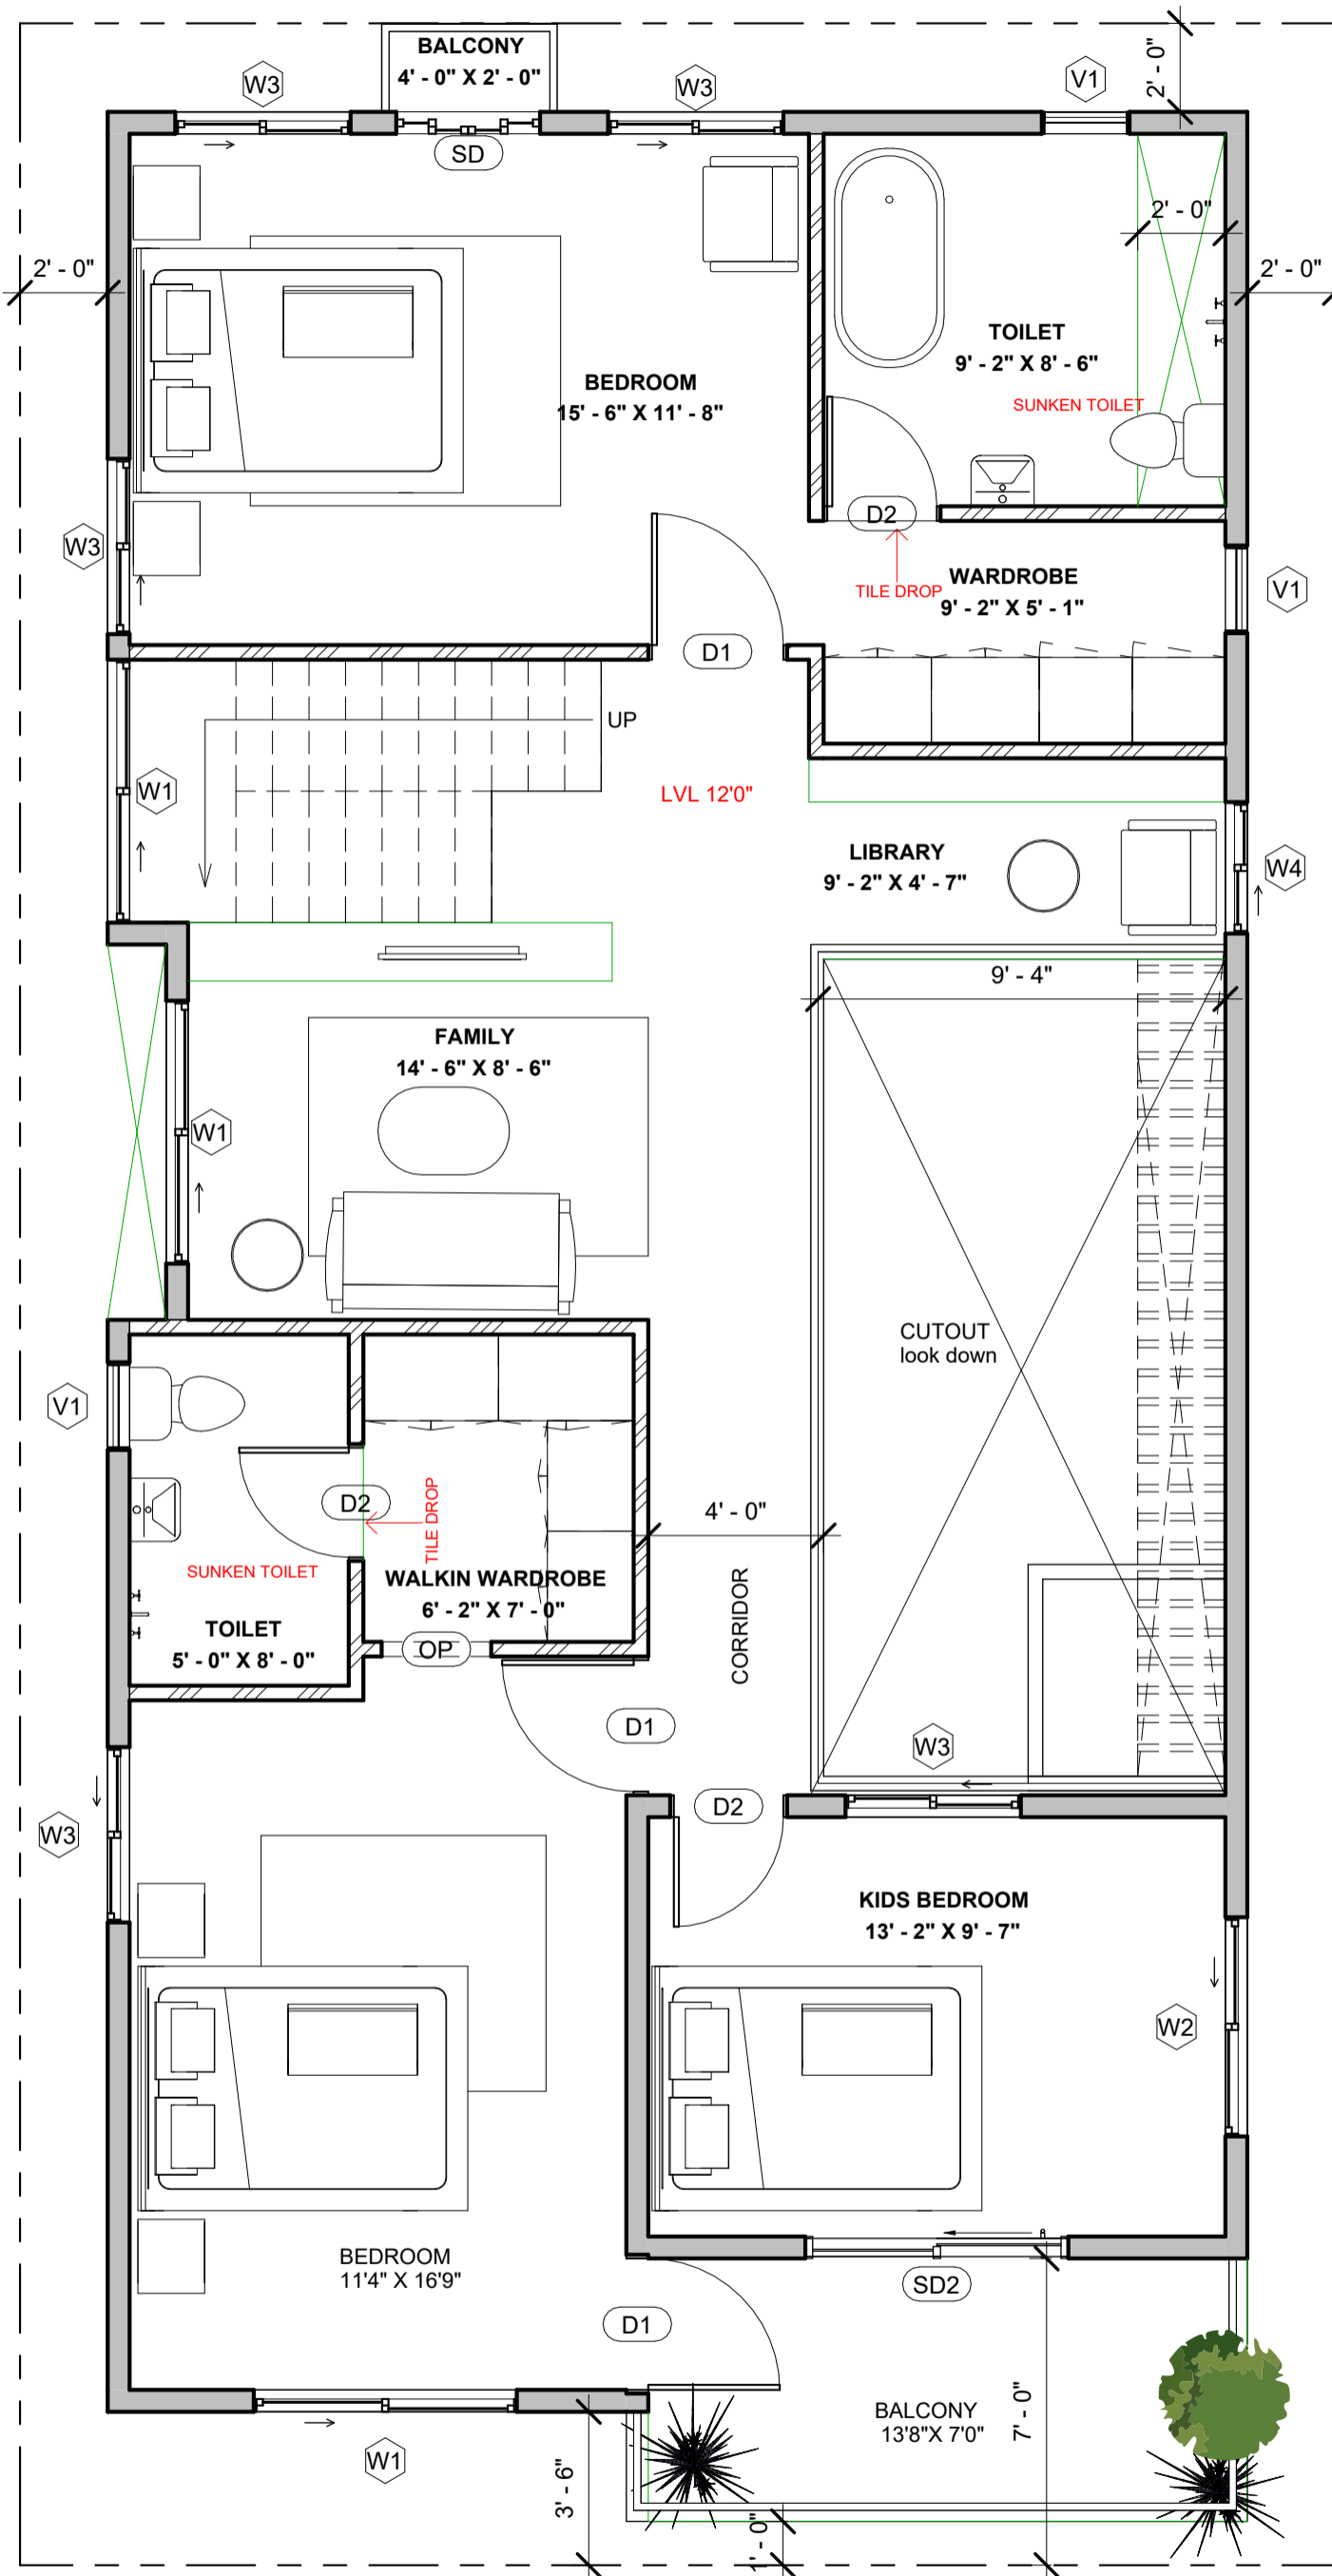 BALCONY
4' - 0" X 2' - 0"
W3
W3
V1
2' - 0"
SD
2' - 0"
2' - 0"
2' - 0"
TOILET
9' - 2" X 8' - 6"
BEDROOM
15' - 6" X 11' - 8"
SUNKEN TOILET
D2
W3
TILE DROP
WARDROBE
9' - 2" X 5' - 1"
V1
D1
UP
W1
LVL 12'0"
LIBRARY
9' - 2" X 4' - 7"
W4
9' - 4"
FAMILY
14' - 6" X 8' - 6"
W1
CUTOUT
look down
V1
D2
TILE DROP
4' - 0"
SUNKEN TOILET
WALKIN WARDROBE
6' - 2" X 7' - 0"
TOILET
5' - 0" X 8' - 0"
OP
CORRIDOR
D1
W3
D2
W3
KIDS BEDROOM
13' - 2" X 9' - 7"
W2
BEDROOM
11'4" X 16'9"
SD2
D1
BALCONY
13'8"X 7'0"
7' - 0"
W1
3' - 6"
1' - 0"